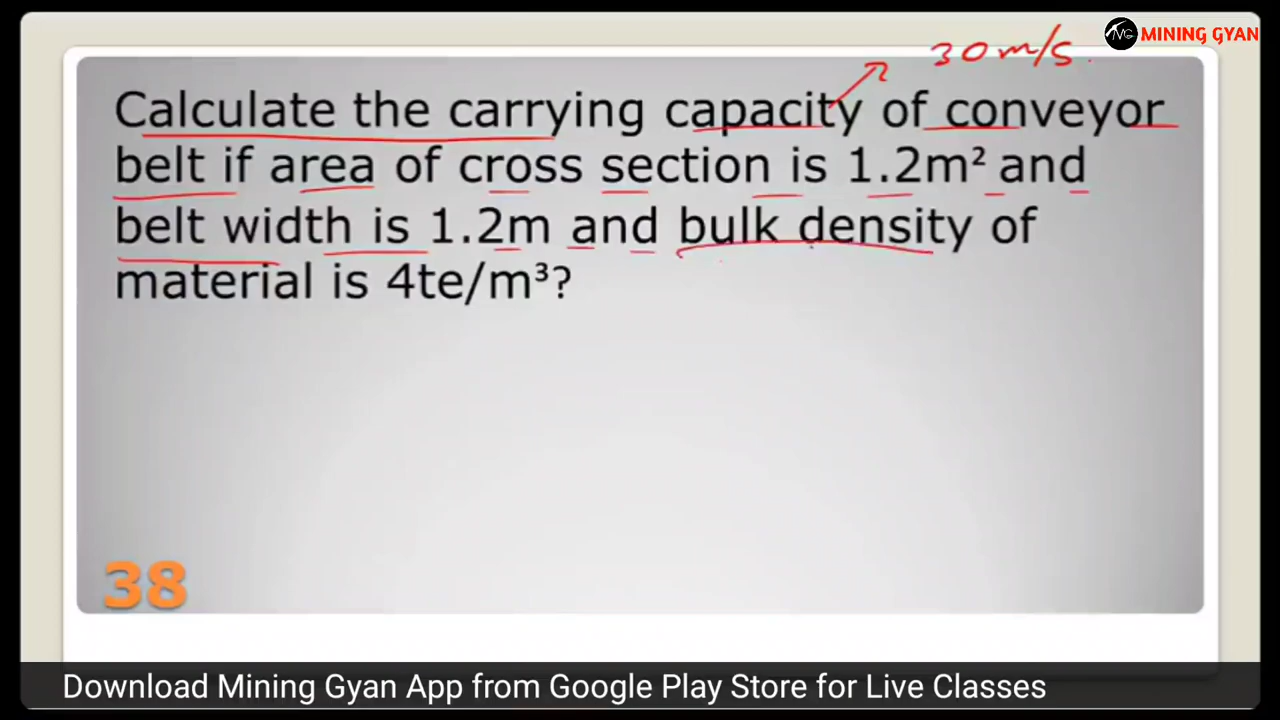 30 m/s.
MINING GYAN
Calculate the carrying capacity of conveyor
belt if area of cross section is 1.2m² and
belt width is 1.2m and bulk density of
material is 4te/m³?
38
Download Mining Gyan App from Google Play Store for Live Classes